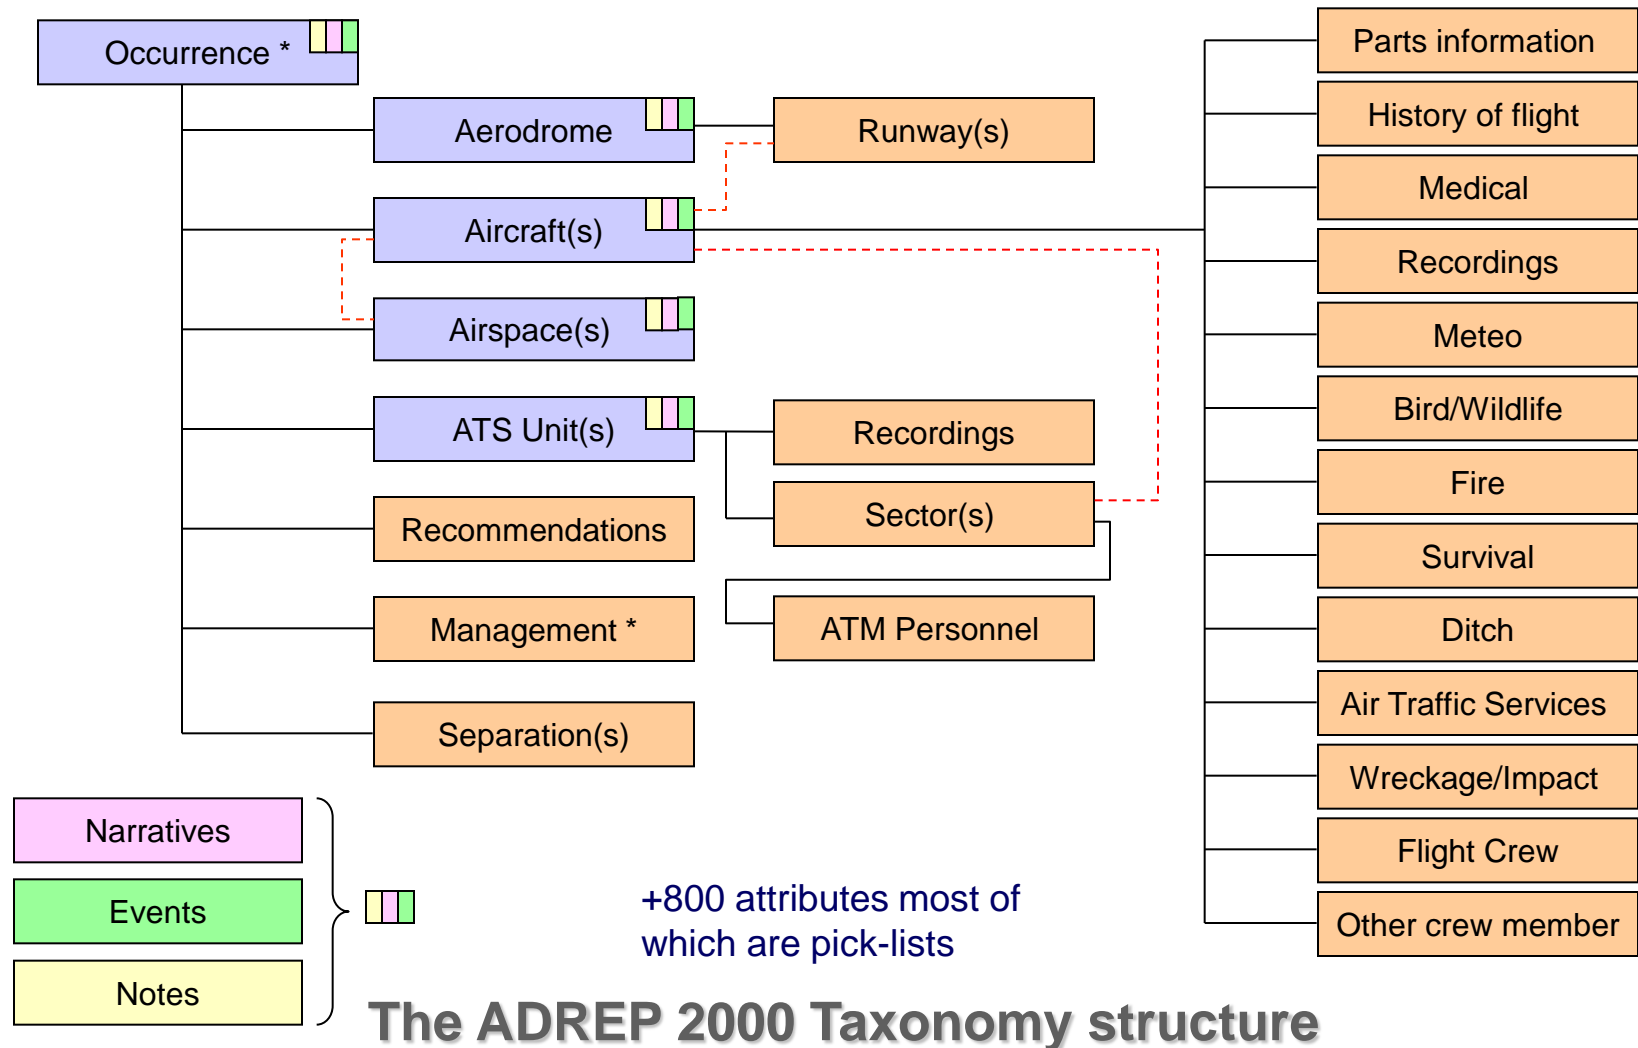 Occurrence *
Aerodrome
Aircraft(s)
Airspace(s)
ATS Unit(s)
Recommendations
Management *
Separation(s)
Runway(s)
Recordings
Sector(s)
ATM Personnel
Parts information
History of flight
Medical
Recordings
Meteo
Bird/Wildlife
Fire
Survival
Ditch
Air Traffic Services
Wreckage/Impact
Flight Crew
Other crew member
Narratives
Events
Notes
+800 attributes most of
which are pick-lists
The ADREP 2000 Taxonomy structure